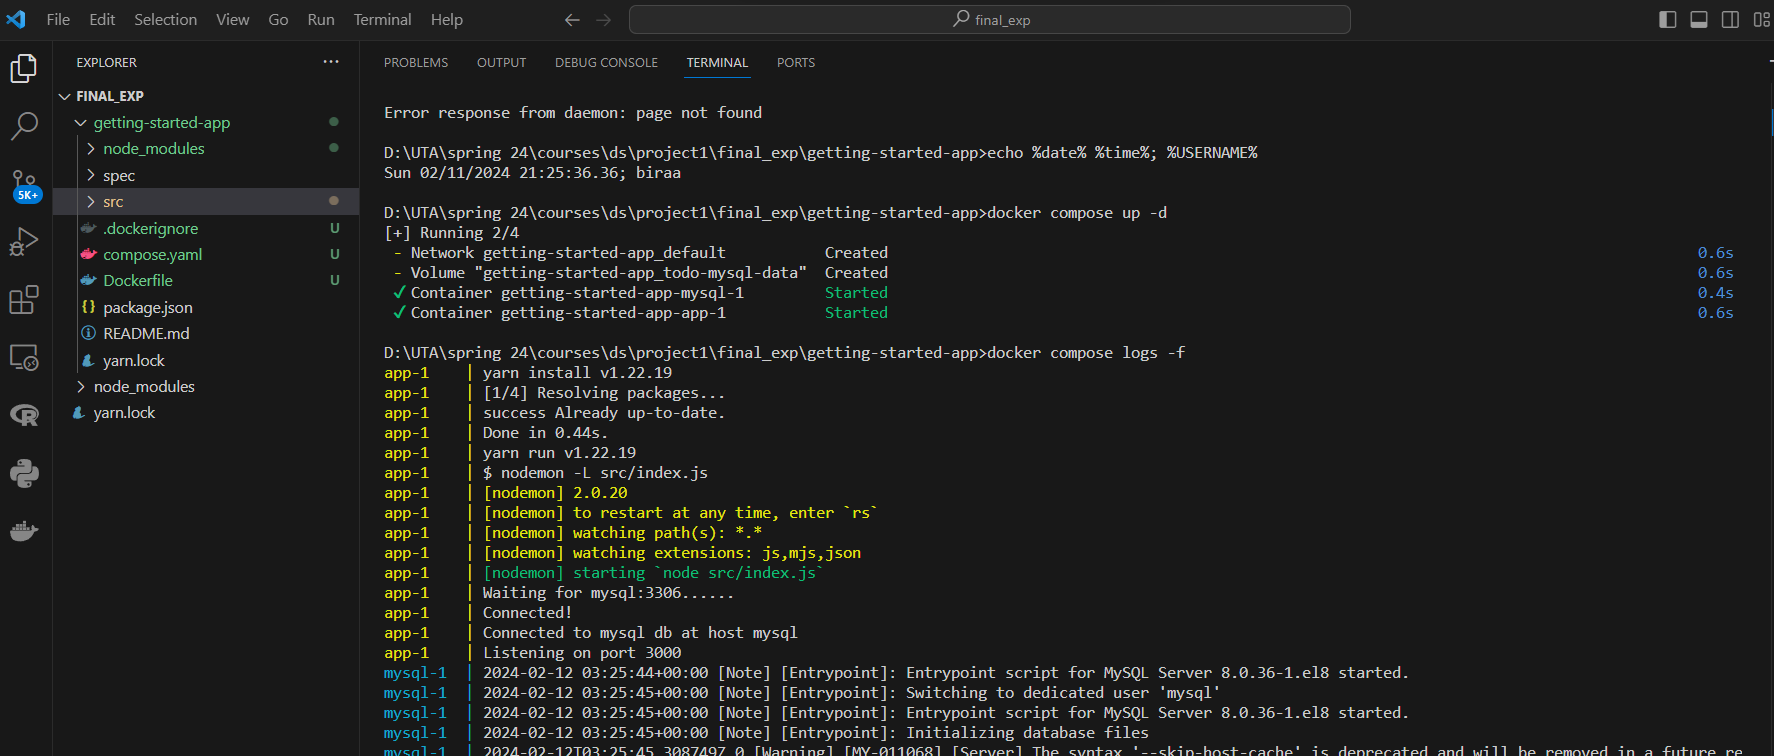 File Edit Selection View Go Run Terminal Help
final_exp
EXPLORER
FINAL_EXP
getting-started-app
node_modules
spec
src
.dockerignore U
compose.yaml U
Dockerfile U
package.json
README.md
yarn.lock
node_modules
yarn.lock
5K+
PROBLEMS OUTPUT DEBUG CONSOLE TERMINAL PORTS
Error response from daemon: page not found
D:\UTA\spring 24\courses\ds\project1\final_exp\getting-started-app>echo %date% %time%; %USERNAME%
Sun 02/11/2024 21:25:36.36; biraa
D:\UTA\spring 24\courses\ds\project1\final_exp\getting-started-app>docker compose up -d
[+] Running 2/4
- Network getting-started-app_default Created 0.6s
- Volume "getting-started-app_todo-mysql-data" Created 0.6s
✓ Container getting-started-app-mysql-1 Started 0.4s
✓ Container getting-started-app-app-1 Started 0.6s
D:\UTA\spring 24\courses\ds\project1\final_exp\getting-started-app>docker compose logs -f
app-1 | yarn install v1.22.19
app-1 | [1/4] Resolving packages...
app-1 | success Already up-to-date.
app-1 | Done in 0.44s.
app-1 | yarn run v1.22.19
app-1 | $ nodemon -L src/index.js
app-1 | [nodemon] 2.0.20
app-1 | [nodemon] to restart at any time, enter `rs`
app-1 | [nodemon] watching path(s): *.*
app-1 | [nodemon] watching extensions: js,mjs,json
app-1 | [nodemon] starting `node src/index.js`
app-1 | Waiting for mysql:3306......
app-1 | Connected!
app-1 | Connected to mysql db at host mysql
app-1 | Listening on port 3000
mysql-1 | 2024-02-12 03:25:44+00:00 [Note] [Entrypoint]: Entrypoint script for MySQL Server 8.0.36-1.el8 started.
mysql-1 | 2024-02-12 03:25:45+00:00 [Note] [Entrypoint]: Switching to dedicated user 'mysql'
mysql-1 | 2024-02-12 03:25:45+00:00 [Note] [Entrypoint]: Entrypoint script for MySQL Server 8.0.36-1.el8 started.
mysql-1 | 2024-02-12 03:25:45+00:00 [Note] [Entrypoint]: Initializing database files
mysql-1 | 2024-02-12T03:25:45.308749Z 0 [Warning] [MY-011068] [Server] The syntax '--skip-host-cache' is deprecated and will be removed in a future re